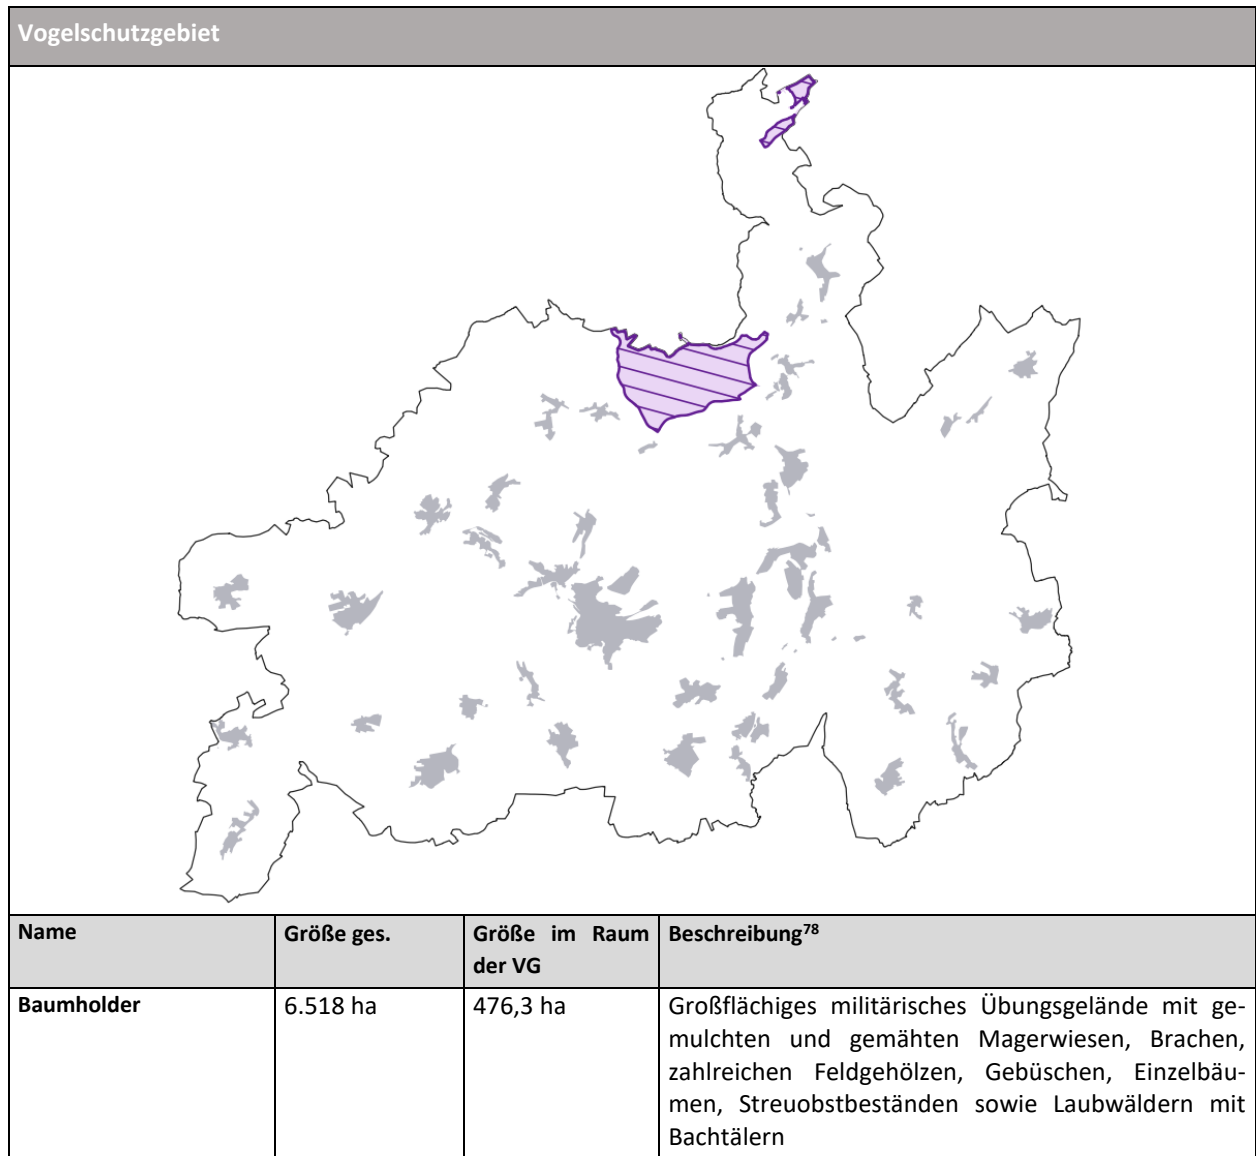 Vogelschutzgebiet
Name
Größe ges.
Größe im Raum
der VG
Beschreibung78
Baumholder
6.518 ha
476,3 ha
Großflächiges militärisches Übungsgelände mit ge-
mulchten und gemähten Magerwiesen, Brachen,
zahlreichen Feldgehölzen, Gebüschen, Einzelbäu-
men, Streuobstbeständen sowie Laubwäldern mit
Bachtälern